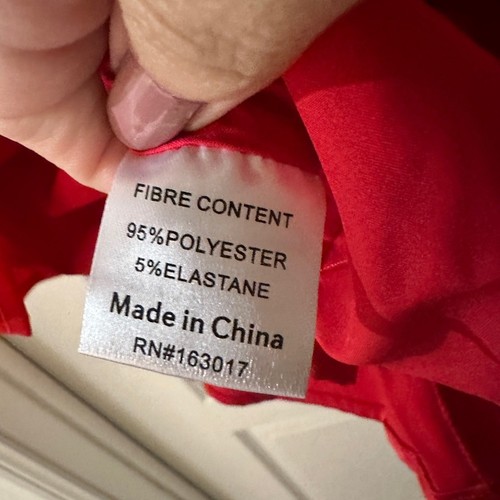 FIBRE CONTENT
95%POLYESTER
5%ELASTANE
Made in China
RN#163017